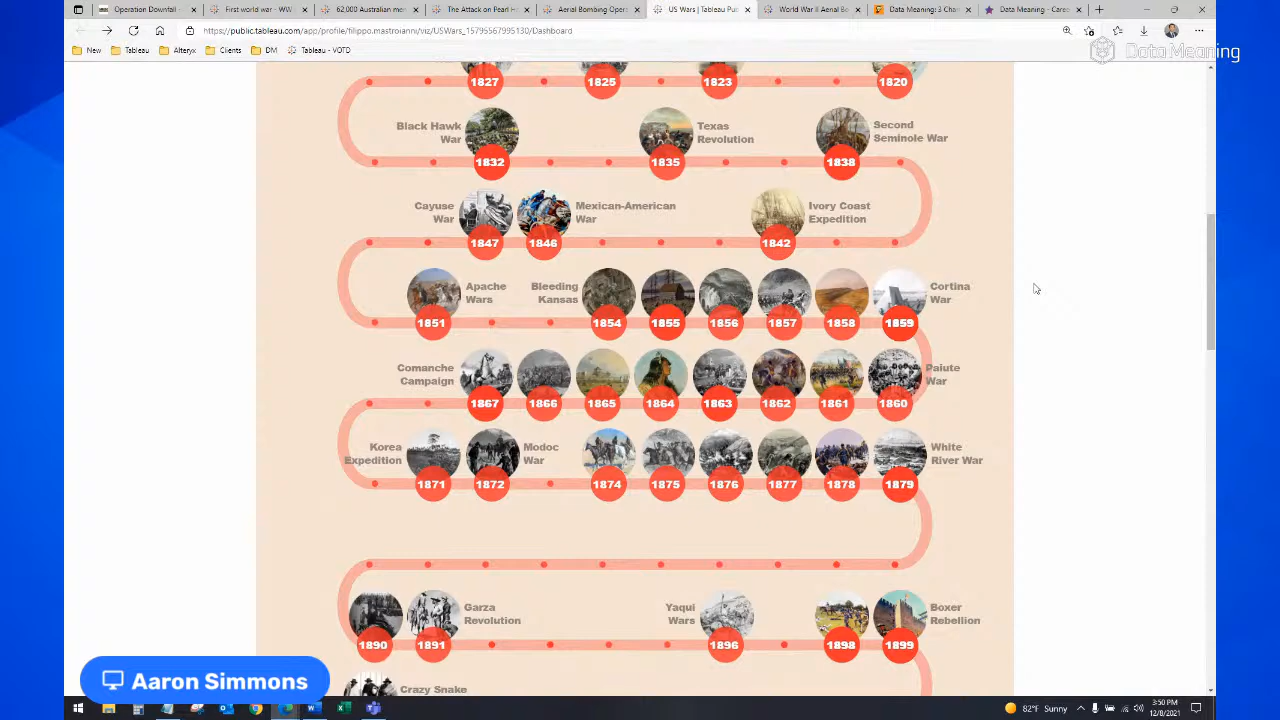 Operation Downfall
First world war - WW
62,000 Australian mem
The Attack on Pearl Ha
Aerial Bombing Opera
US Wars | Tableau Pub
World War II Aerial Bo
Data Meaning: 3 Chan
Data Meaning - Career
https://public.tableau.com/app/profile/filippo.mastroianni/viz/USWars_15795567995130/Dashboard
New
Tableau
Alteryx
Clients
DM
Tableau - VOTD
Data Meaning
1827
1825
1823
1820
Black Hawk
War
Texas
Revolution
Second
Seminole War
1832
1835
1838
Cayuse
War
Mexican-American
War
Ivory Coast
Expedition
1847
1846
1842
Apache
Wars
Bleeding
Kansas
Cortina
War
1851
1854
1855
1856
1857
1858
1859
Comanche
Campaign
Paiute
War
1867
1866
1865
1864
1863
1862
1861
1860
Korea
Expedition
Modoc
War
White
River War
1871
1872
1874
1875
1876
1877
1878
1879
Garza
Revolution
Yaqui
Wars
Boxer
Rebellion
1890
1891
1896
1898
1899
Crazy Snake
Aaron Simmons
82°F Sunny
3:50 PM
12/8/2021